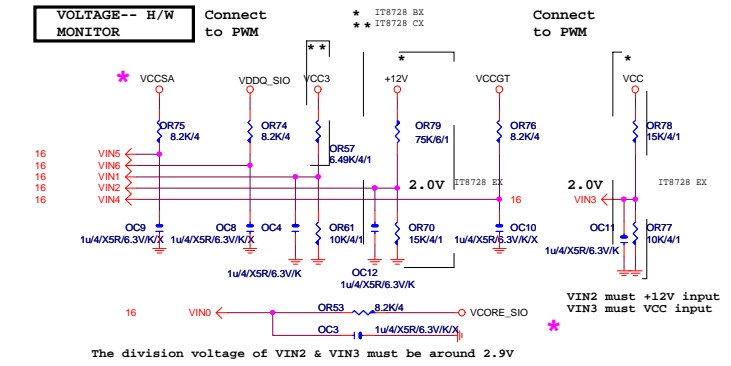 VOLTAGE-- H/W
MONITOR
Connect
to PWM
* IT8728 BX
** IT8728 CX
Connect
to PWM
**
*
*
*
VCCSA
VDDQ_SIO
VCC3
+12V
VCCGT
VCC
OR75
8.2K/4
OR74
8.2K/4
OR57
6.49K/4/1
OR79
75K/6/1
OR76
8.2K/4
OR78
15K/4/1
16 VIN5
16 VIN6
16 VIN1
16 VIN2
16 VIN4
2.0V
IT8728 EX
16
2.0V
IT8728 EX
VIN3
OC9
1u/4/X5R/6.3V/K/X
OC8
1u/4/X5R/6.3V/K/X
OC4
1u/4/X5R/6.3V/K
OR61
10K/4/1
OC12
1u/4/X5R/6.3V/K
OR70
15K/4/1
OC10
1u/4/X5R/6.3V/K/X
OC11
1u/4/X5R/6.3V/K
OR77
10K/4/1
VIN2 must +12V input
VIN3 must VCC input
*
16 VIN0
OR53
8.2K/4
VCORE_SIO
OC3
1u/4/X5R/6.3V/K/X
The division voltage of VIN2 & VIN3 must be around 2.9V